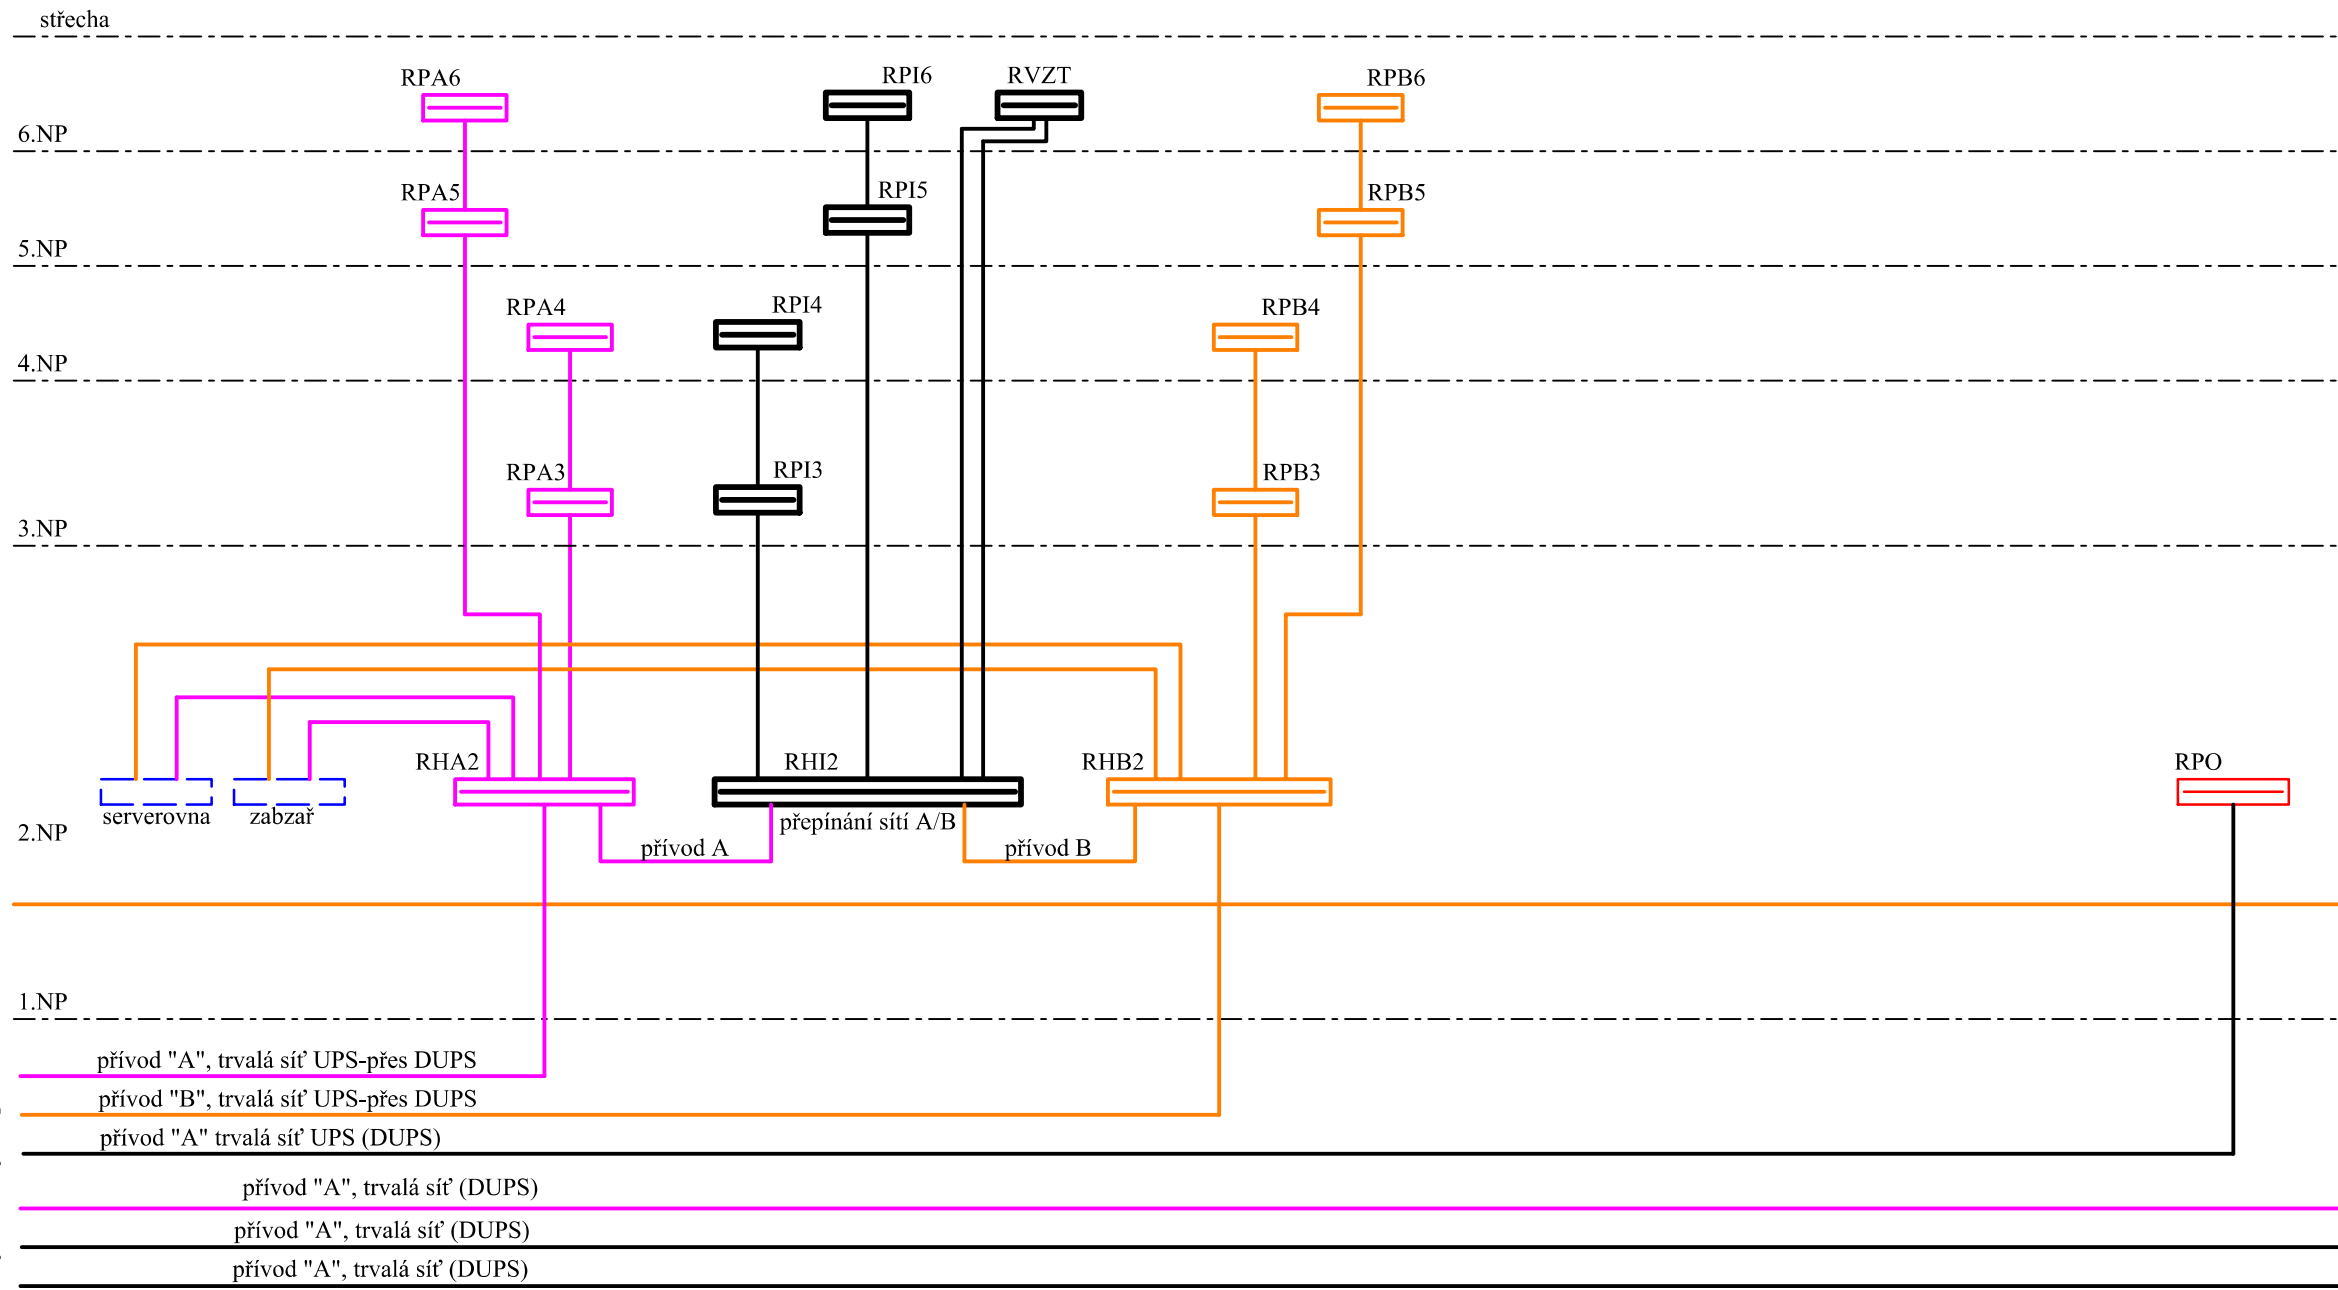 střecha
RPA6
RPI6
RVZT
RPB6
6.NP
RPA5
RPI5
RPB5
5.NP
RPA4
RPI4
RPB4
4.NP
RPA3
RPI3
RPB3
3.NP
RHA2
RHI2
RHB2
RPO
serverovna
zabzař
přepínání sítí A/B
2.NP
přívod A
přívod B
1.NP
přívod "A", trvalá síť UPS-přes DUPS
přívod "B", trvalá síť UPS-přes DUPS
přívod "A" trvalá síť UPS (DUPS)
přívod "A", trvalá síť (DUPS)
přívod "A", trvalá síť (DUPS)
přívod "A", trvalá síť (DUPS)